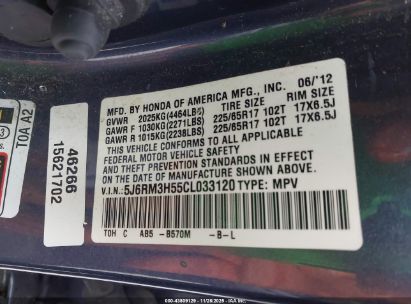 MFD. BY HONDA OF AMERICA MFG., INC. 06/'12
GVWR 2025KG(4464LBS) TIRE SIZE RIM SIZE
GAWR F 1030KG(2271LBS) 225/65R17 102T 17X6.5J
GAWR R 1015KG(2238LBS) 225/65R17 102T 17X6.5J
THIS VEHICLE CONFORMS TO ALL APPLICABLE
FEDERAL MOTOR VEHICLE SAFETY, BUMPER, AND
THEFT PREVENTION STANDARDS IN EFFECT ON THE
DATE OF MANUFACTURE SHOWN ABOVE.
V.I.N.: 5J6RM3H55CL033120 TYPE: MPV
TOH C A85 -B570M -B-L
46266
15621702
TOA A2